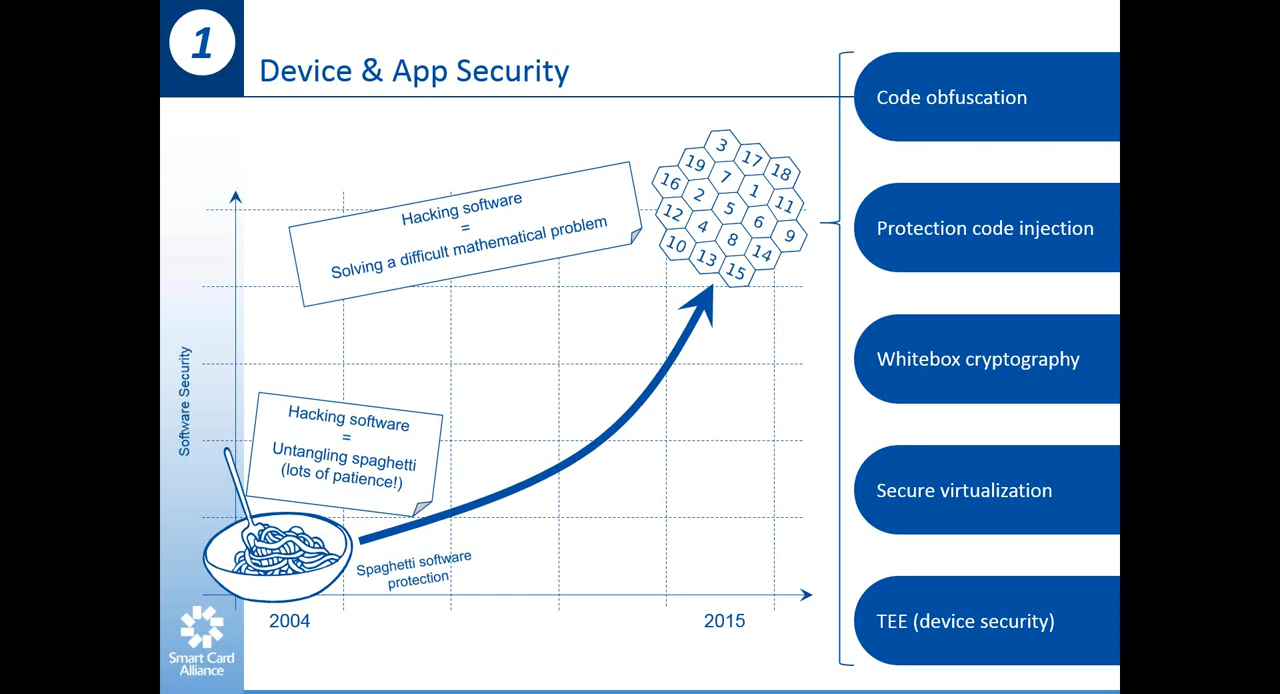 1
Device & App Security
Hacking software
=
Solving a difficult mathematical problem
3
17
19
18
7
16
1
2
11
5
12
6
4
9
8
10
14
13
15
Software Security
Hacking software
=
Untangling spaghetti
(lots of patience!)
Spaghetti software
protection
2004
2015
Smart Card
Alliance
Code obfuscation
Protection code injection
Whitebox cryptography
Secure virtualization
TEE (device security)